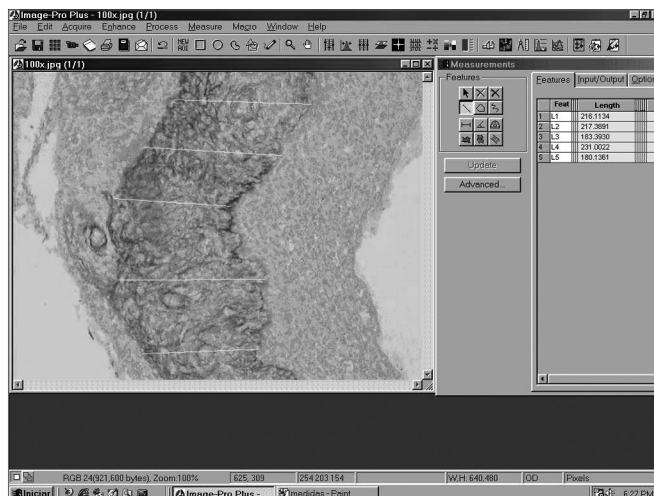 Image-Pro Plus - 100x.jpg (1/1)
File Edit Acquire Enhance Process Measure Macro Window Help
100x.jpg (1/1)
Measurements
Features
Update
Advanced...
Features Input/Output Option
Feat Length
1 L1 216.1134
2 L2 217.3891
3 L3 183.3930
4 L4 231.0022
5 L5 180.1361
RGB 24(921,600 bytes), Zoom:100% 625, 309 254 203 154 W,H: 640,480 OD Pixels
Iniciar Image-Pro Plus - medidas - Paint 6:27 PM